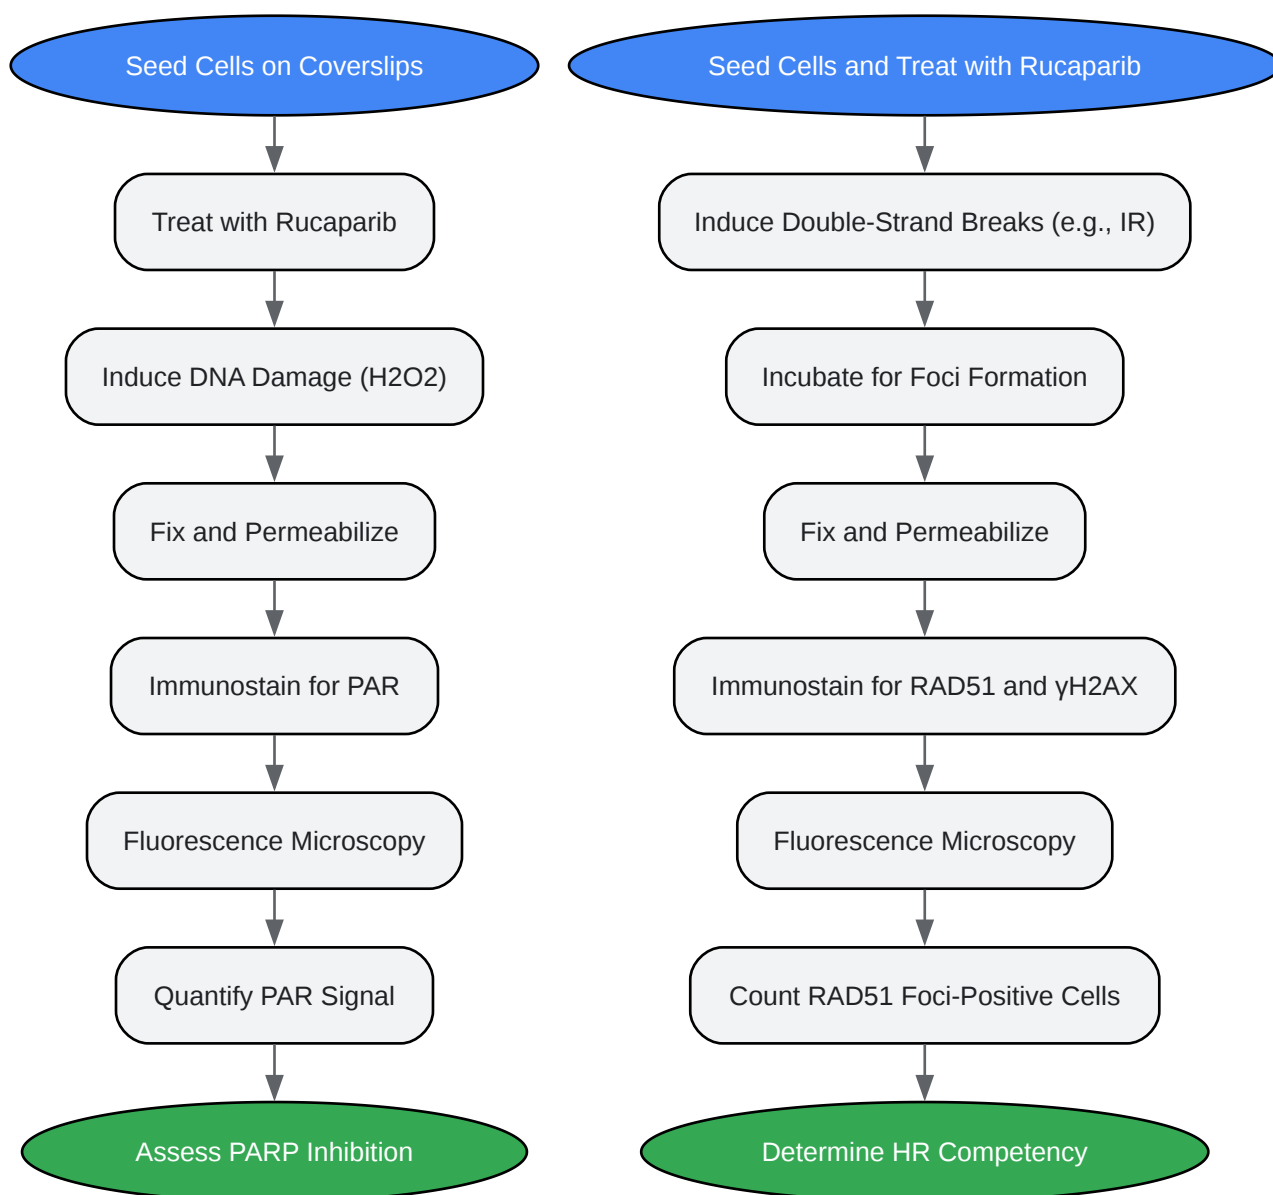 Seed Cells on Coverslips
Treat with Rucaparib
Induce DNA Damage (H2O2)
Fix and Permeabilize
Immunostain for PAR
Fluorescence Microscopy
Quantify PAR Signal
Assess PARP Inhibition
Seed Cells and Treat with Rucaparib
Induce Double-Strand Breaks (e.g., IR)
Incubate for Foci Formation
Fix and Permeabilize
Immunostain for RAD51 and γH2AX
Fluorescence Microscopy
Count RAD51 Foci-Positive Cells
Determine HR Competency